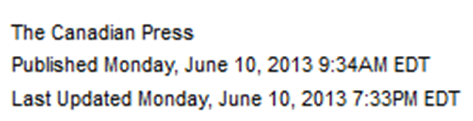 The Canadian Press
Published Monday, June 10, 2013 9:34AM EDT
Last Updated Monday, June 10, 2013 7:33PM EDT